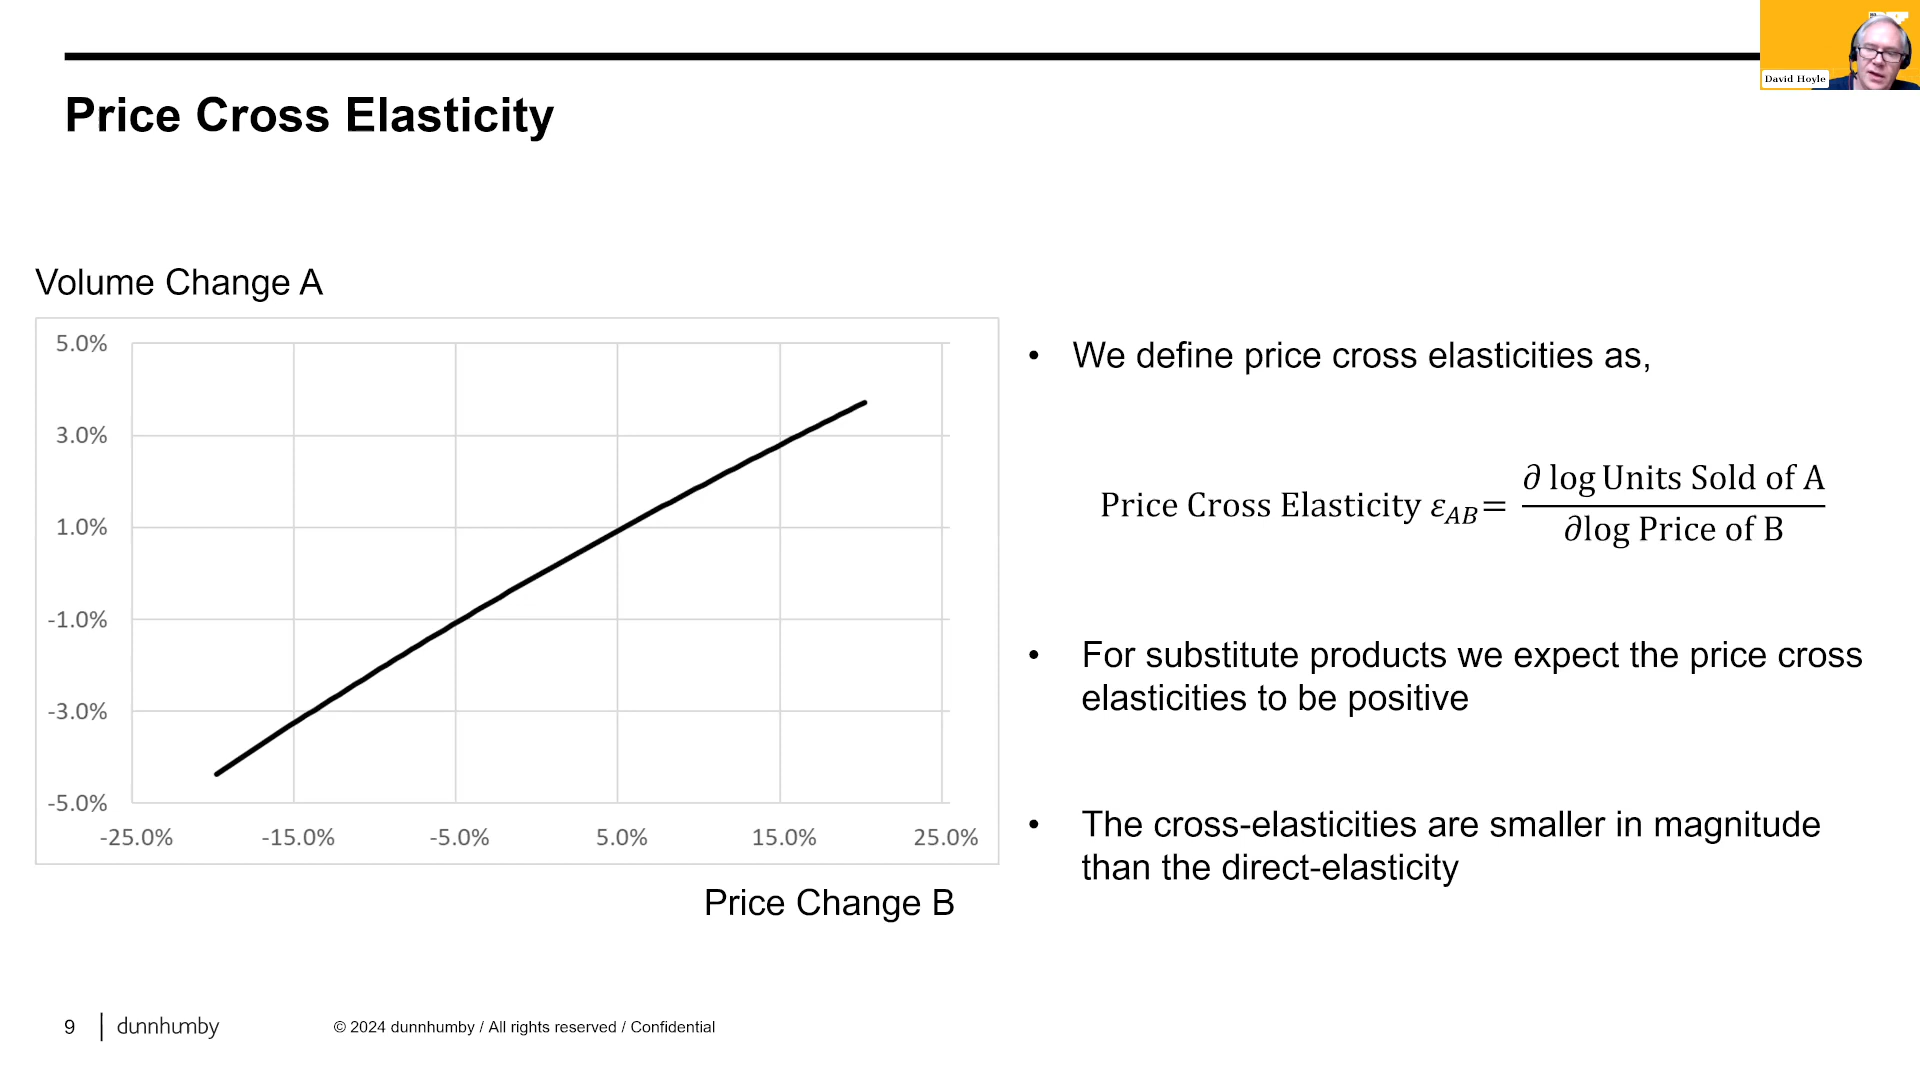 David Hoyle
Price Cross Elasticity
Volume Change A
5.0%
3.0%
1.0%
-1.0%
-3.0%
-5.0%
-25.0% -15.0% -5.0% 5.0% 15.0% 25.0%
Price Change B
• We define price cross elasticities as,
Price Cross Elasticity εAB = ∂ log Units Sold of A
∂log Price of B
• For substitute products we expect the price cross
elasticities to be positive
• The cross-elasticities are smaller in magnitude
than the direct-elasticity
9 | dunnhumby © 2024 dunnhumby / All rights reserved / Confidential